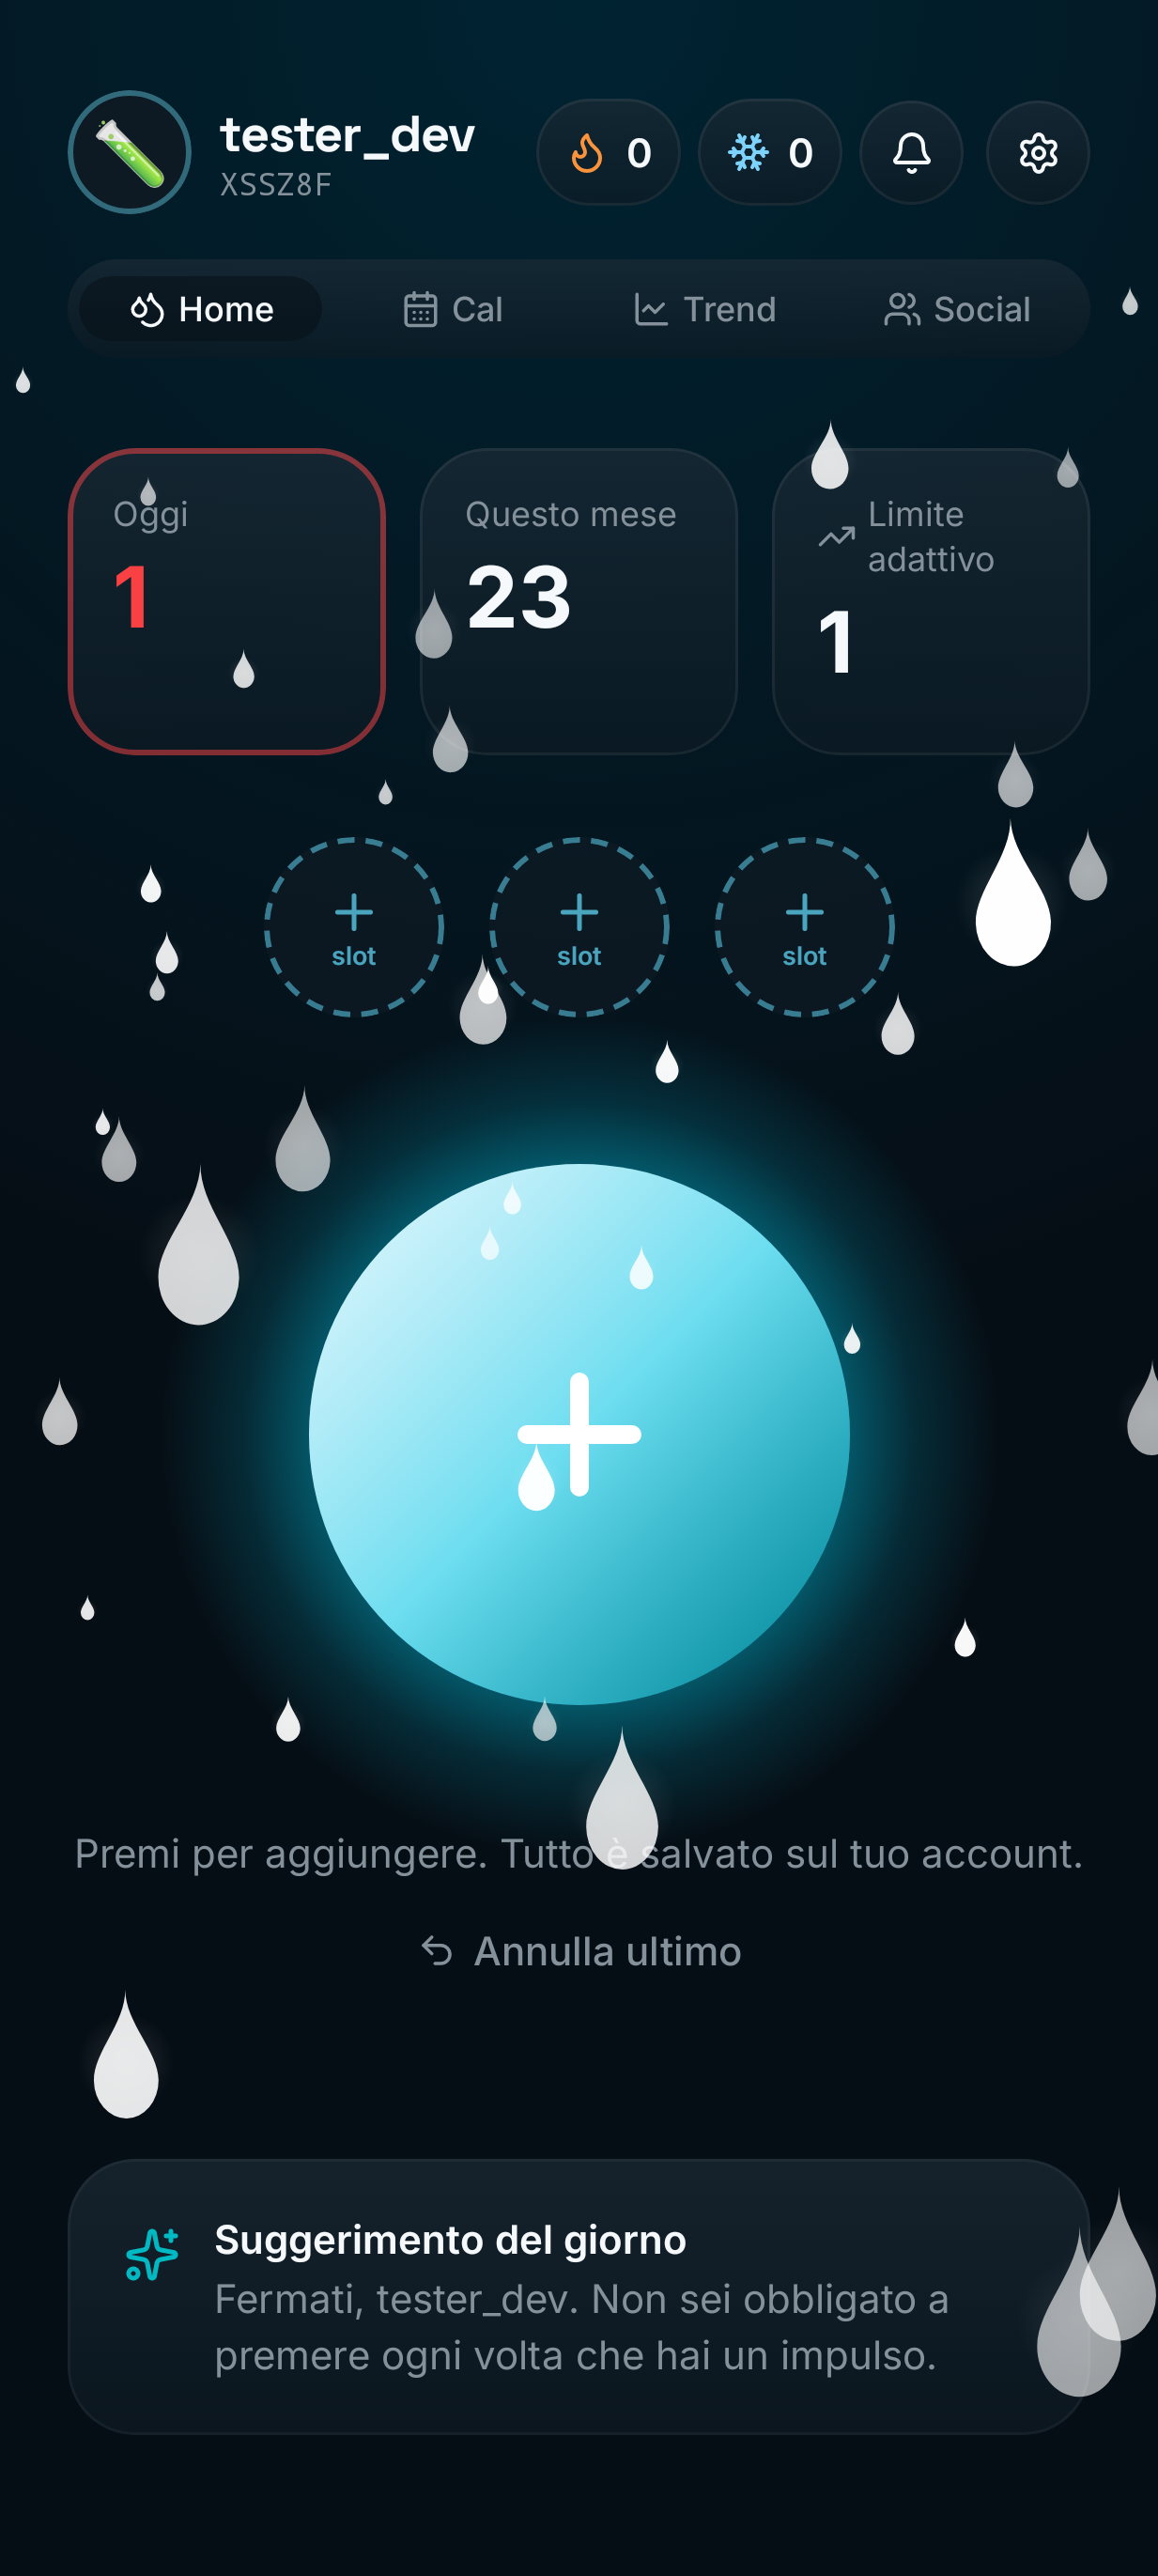 tester_dev
XSSZ8F
0
0
Home
Cal
Trend
Social
Oggi
1
Questo mese
23
Limite
adattivo
1
slot
slot
slot
Premi per aggiungere. Tutto è salvato sul tuo account.
Annulla ultimo
Suggerimento del giorno
Fermati, tester_dev. Non sei obbligato a
premere ogni volta che hai un impulso.